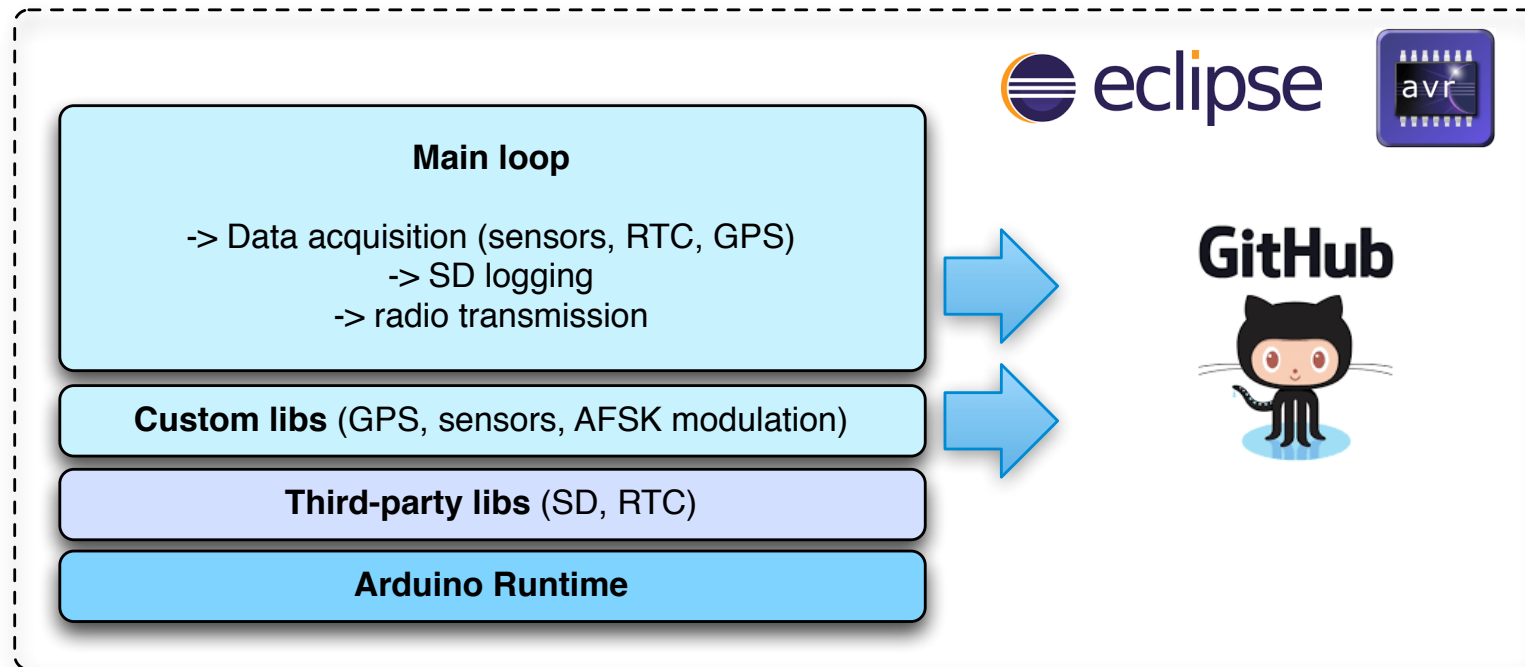 eclipse
avr
Main loop
-> Data acquisition (sensors, RTC, GPS)
-> SD logging
-> radio transmission
GitHub
Custom libs (GPS, sensors, AFSK modulation)
Third-party libs (SD, RTC)
Arduino Runtime